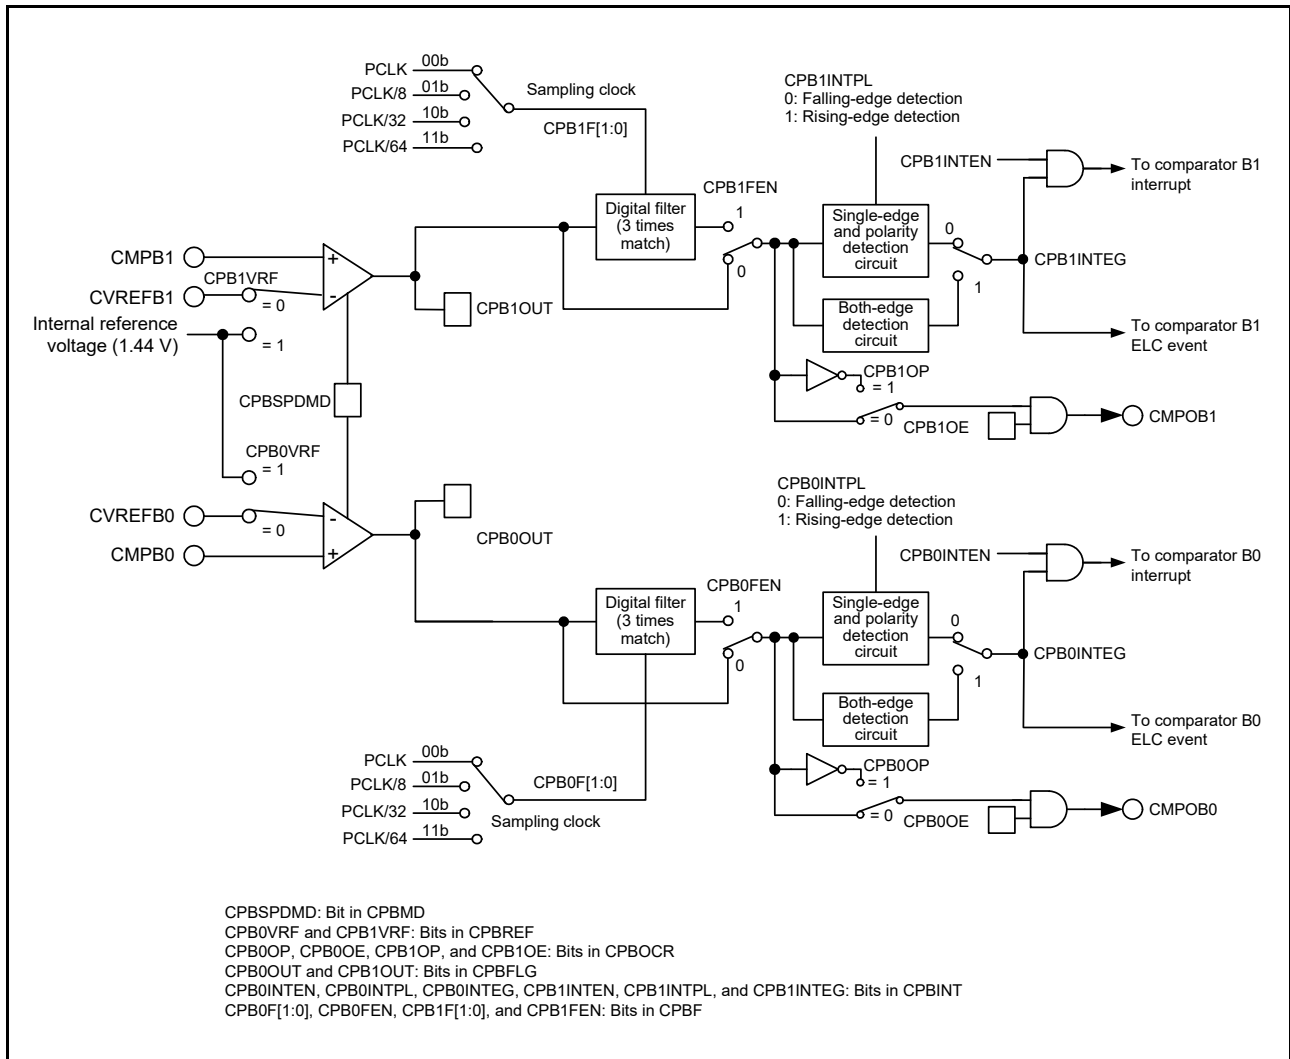 PCLK 00b
PCLK/8 01b
PCLK/32 10b
PCLK/64 11b
Sampling clock
CPB1F[1:0]
CPB1INTPL
0: Falling-edge detection
1: Rising-edge detection
CPB1INTEN
To comparator B1
interrupt
CPB1FEN
1
0
Digital filter
(3 times
match)
Single-edge
and polarity
detection
circuit
0
1
CPB1INTEG
CMPB1
+
CPB1VRF
CVREFB1
-
= 0
CPB1OUT
Both-edge
detection
circuit
To comparator B1
ELC event
Internal reference
voltage (1.44 V)
= 1
CPB1OP
= 1
CPBSPDMD
= 0
CPB1OE
CMPOB1
CPB0VRF
= 1
CPB0INTPL
0: Falling-edge detection
1: Rising-edge detection
CVREFB0
-
= 0
CPB0OUT
CMPB0
+
CPB0INTEN
To comparator B0
interrupt
CPB0FEN
1
0
Digital filter
(3 times
match)
Single-edge
and polarity
detection
circuit
0
1
CPB0INTEG
Both-edge
detection
circuit
To comparator B0
ELC event
PCLK 00b
PCLK/8 01b
PCLK/32 10b
PCLK/64 11b
CPB0F[1:0]
Sampling clock
CPB0OP
= 1
= 0
CPB0OE
CMPOB0
CPBSPDMD: Bit in CPBMD
CPB0VRF and CPB1VRF: Bits in CPBREF
CPB0OP, CPB0OE, CPB1OP, and CPB1OE: Bits in CPBOCR
CPB0OUT and CPB1OUT: Bits in CPBFLG
CPB0INTEN, CPB0INTPL, CPB0INTEG, CPB1INTEN, CPB1INTPL, and CPB1INTEG: Bits in CPBINT
CPB0F[1:0], CPB0FEN, CPB1F[1:0], and CPB1FEN: Bits in CPBF